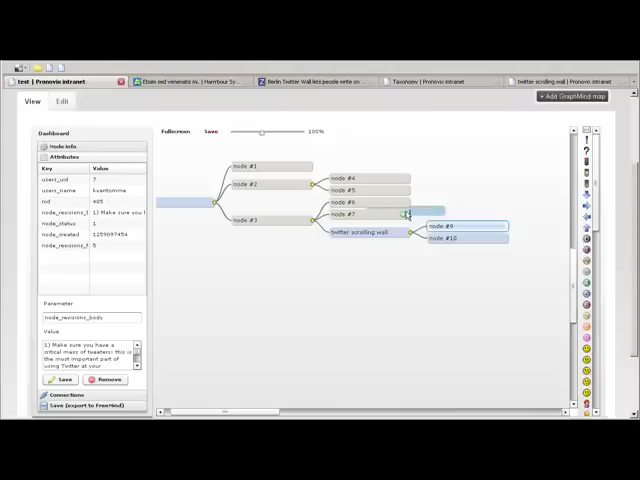 test | Pronovix intranet
Etiam sed venenatis mi. | Harrbour Sy...
Berlin Twitter Wall lets people write on ...
Taxonomy | Pronovix intranet
twitter scrolling wall | Pronovix intranet
View
Edit
+ Add GraphMind map
Dashboard
Node info
Attributes
Key Value
users_uid 7
users_name kvantomme
nid 405
node_revisions_t 1) Make sure you h
node_status 1
node_created 1259097454
node_revisions_f 5
Parameter
node_revisions_body
Value
1) Make sure you have a
critical mass of tweeters: this is
the most important part of
using Twitter at your
Save
Remove
Connections
Save (export to FreeMind)
Fullscreen
Save
100%
node #1
node #2
node #3
node #4
node #5
node #6
node #7
twitter scrolling wall
node #9
node #10